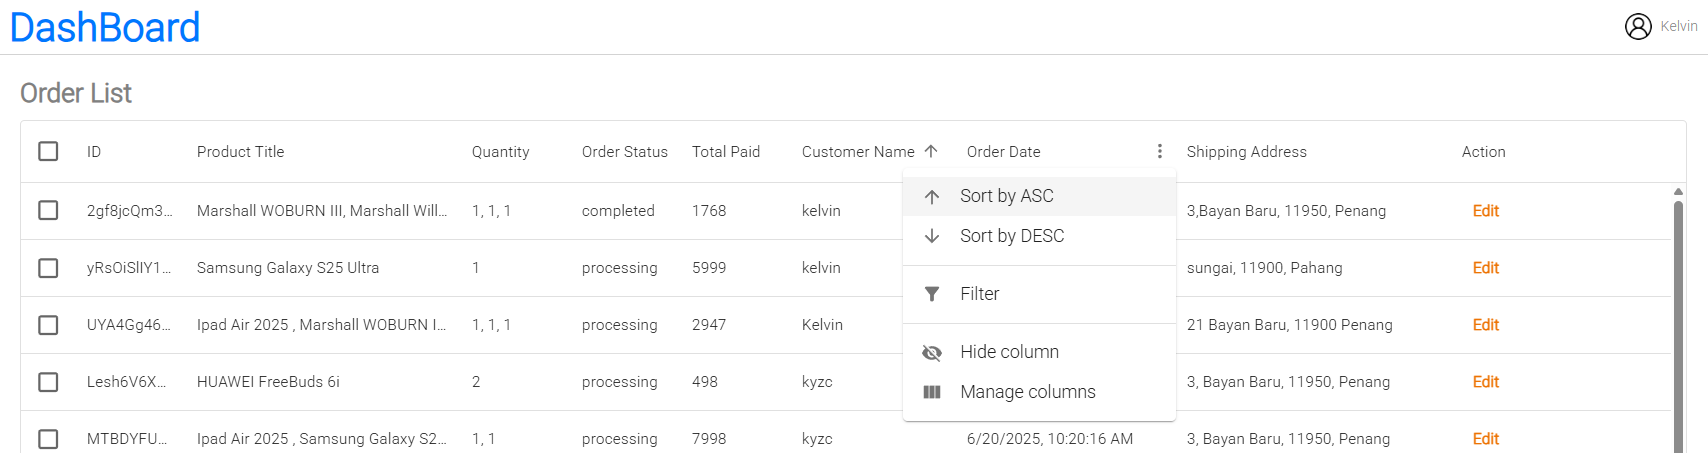 DashBoard
Kelvin
Order List
ID Product Title Quantity Order Status Total Paid Customer Name Order Date Shipping Address Action
Sort by ASC
2gf8jcQm3... Marshall WOBURN III, Marshall Will... 1, 1, 1 completed 1768 kelvin 3,Bayan Baru, 11950, Penang Edit
Sort by DESC
yRsOiSlIY1... Samsung Galaxy S25 Ultra 1 processing 5999 kelvin sungai, 11900, Pahang Edit
Filter
UYA4Gg46... Ipad Air 2025 , Marshall WOBURN I... 1, 1, 1 processing 2947 Kelvin 21 Bayan Baru, 11900 Penang Edit
Hide column
Lesh6V6X... HUAWEI FreeBuds 6i 2 processing 498 kyzc 3, Bayan Baru, 11950, Penang Edit
Manage columns
MTBDYFU... Ipad Air 2025 , Samsung Galaxy S2... 1, 1 processing 7998 kyzc 6/20/2025, 10:20:16 AM 3, Bayan Baru, 11950, Penang Edit